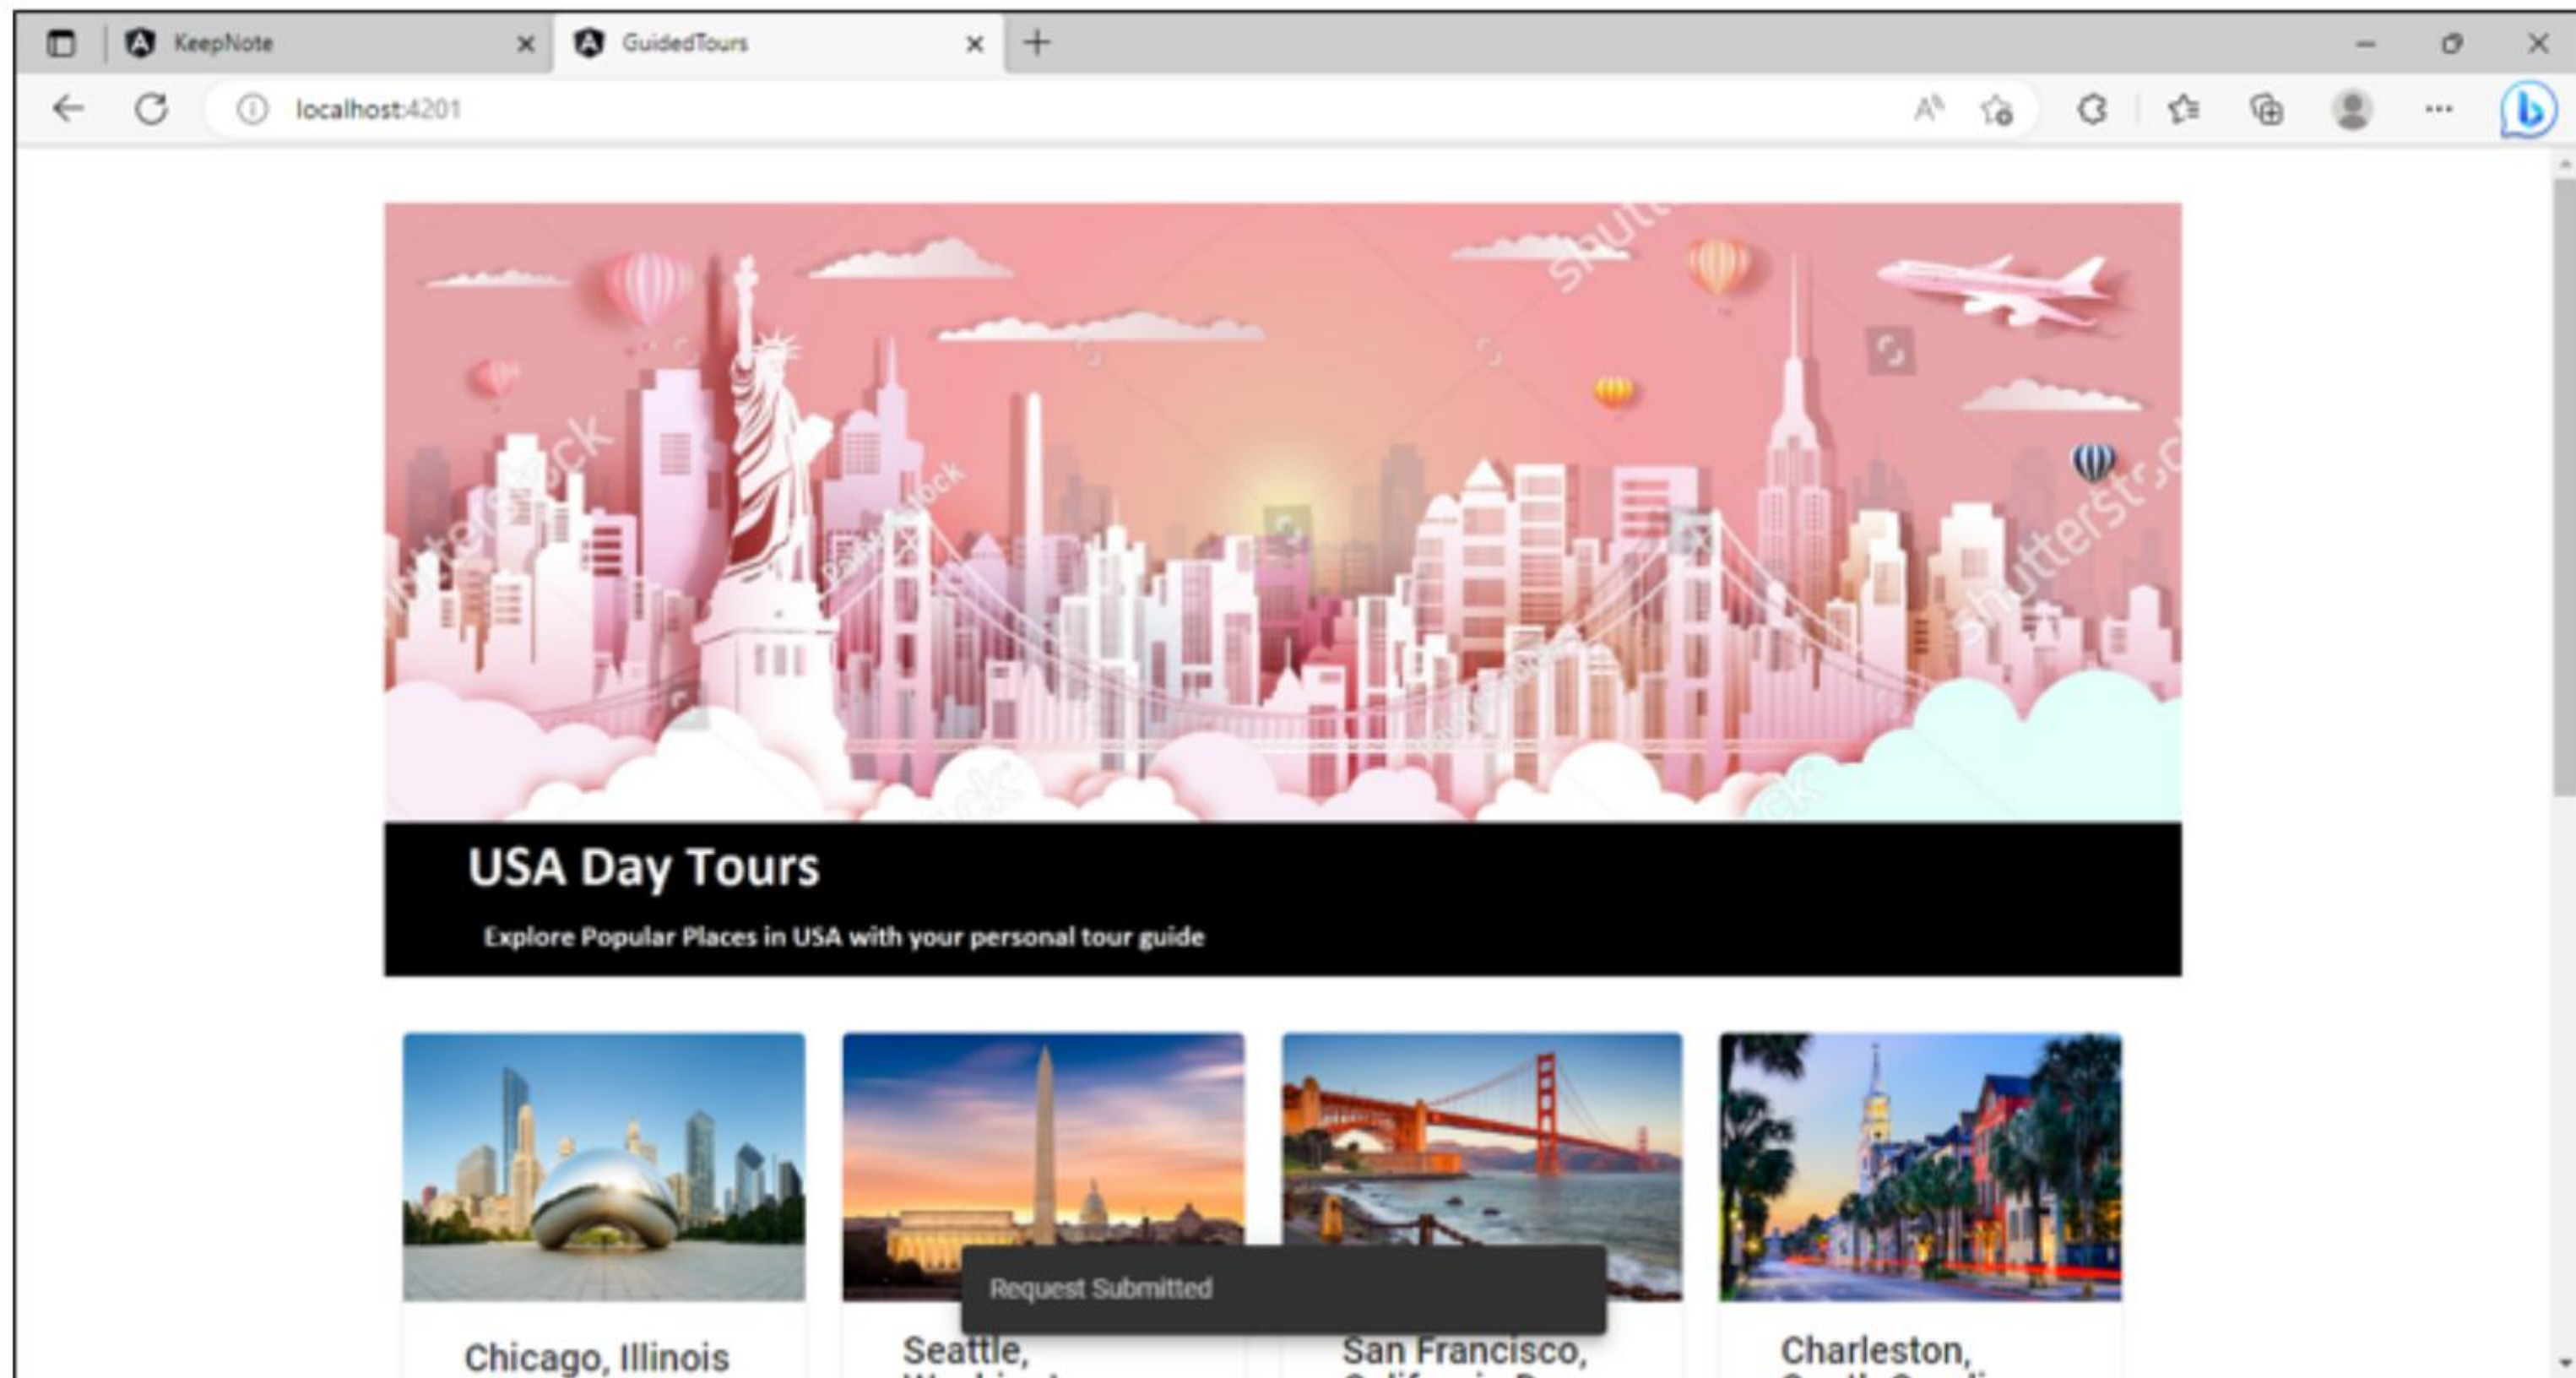 KeepNote
GuidedTours
localhost:4201
shutterstock
USA Day Tours
Explore Popular Places in USA with your personal tour guide
Request Submitted
Chicago, Illinois
Seattle,
San Francisco,
Charleston,